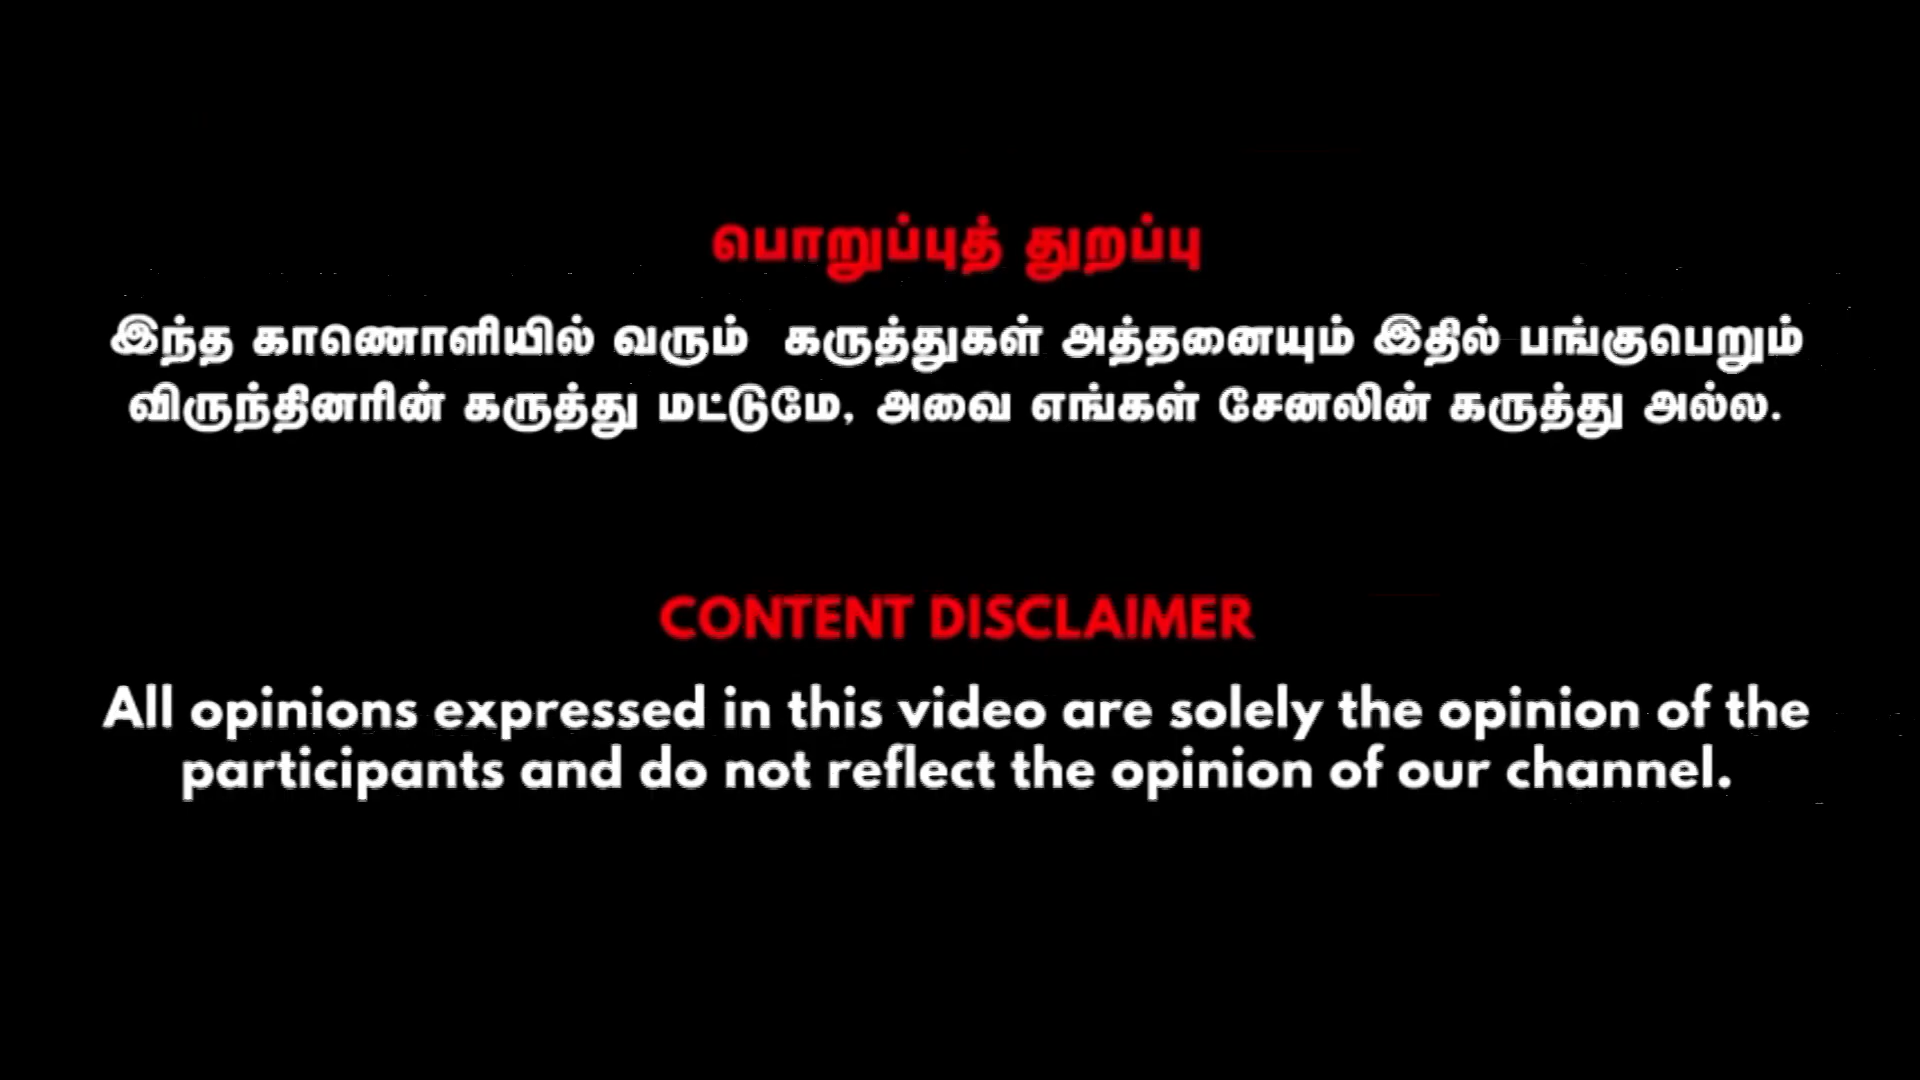 பொறுப்புத் துறப்பு
இந்த காணொளியில் வரும் கருத்துகள் அத்தனையும் இதில் பங்குபெறும்
விருந்தினரின் கருத்து மட்டுமே, அவை எங்கள் சேனலின் கருத்து அல்ல.
CONTENT DISCLAIMER
All opinions expressed in this video are solely the opinion of the
participants and do not reflect the opinion of our channel.